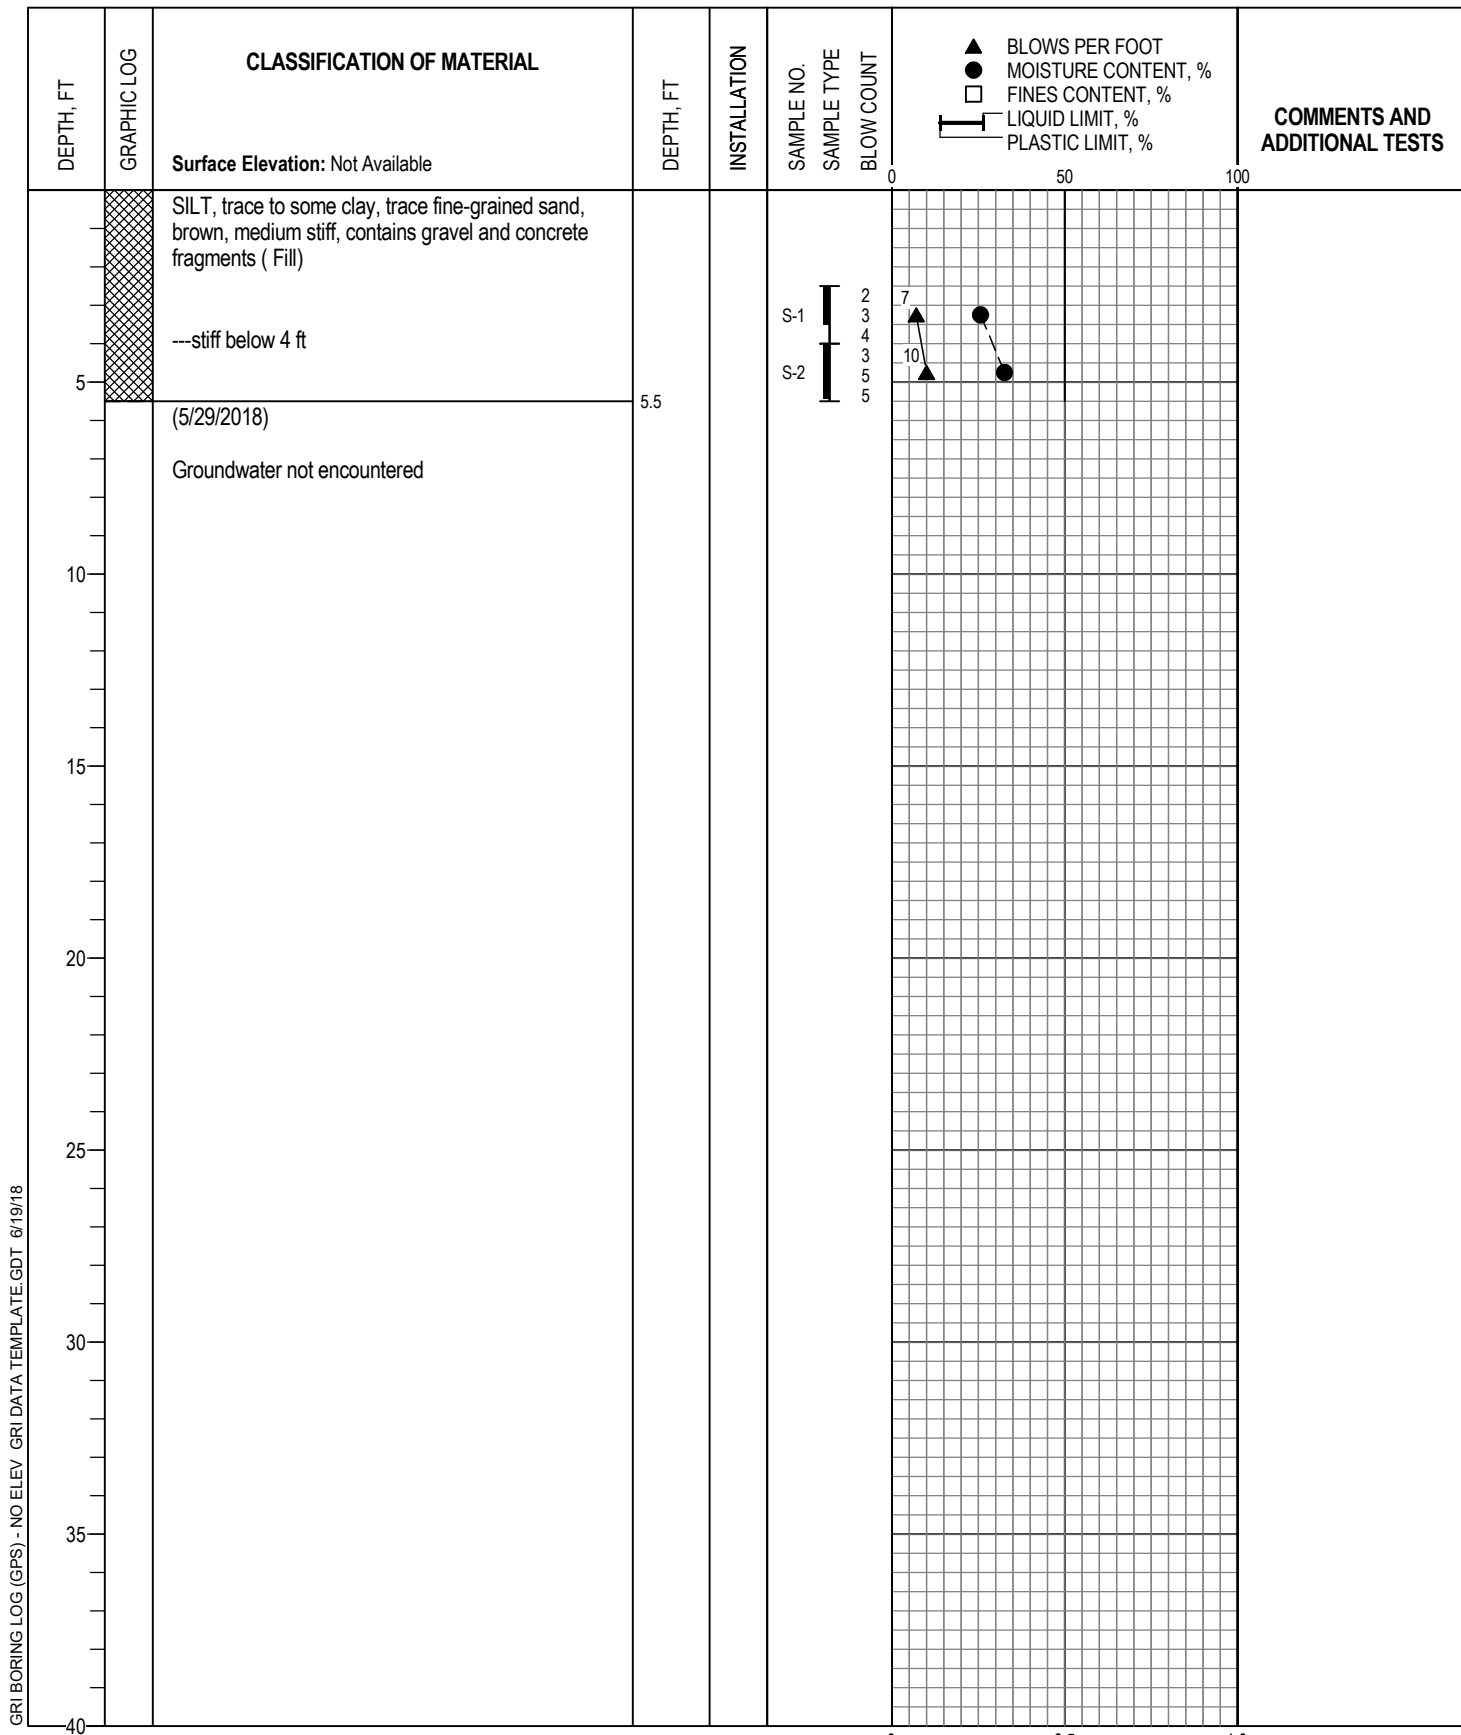 DEPTH, FT
GRAPHIC LOG
CLASSIFICATION OF MATERIAL
Surface Elevation: Not Available
DEPTH, FT
INSTALLATION
SAMPLE NO.
SAMPLE TYPE
BLOW COUNT
BLOWS PER FOOT
MOISTURE CONTENT, %
FINES CONTENT, %
LIQUID LIMIT, %
PLASTIC LIMIT, %
0 50 100
COMMENTS AND
ADDITIONAL TESTS
SILT, trace to some clay, trace fine-grained sand,
brown, medium stiff, contains gravel and concrete
fragments ( Fill)
---stiff below 4 ft
5.5
(5/29/2018)
Groundwater not encountered
S-1
2
3
4
7
S-2
3
5
5
10
5
10
15
20
25
30
35
40
GRI BORING LOG (GPS) - NO ELEV GRI DATA TEMPLATE.GDT 6/19/18